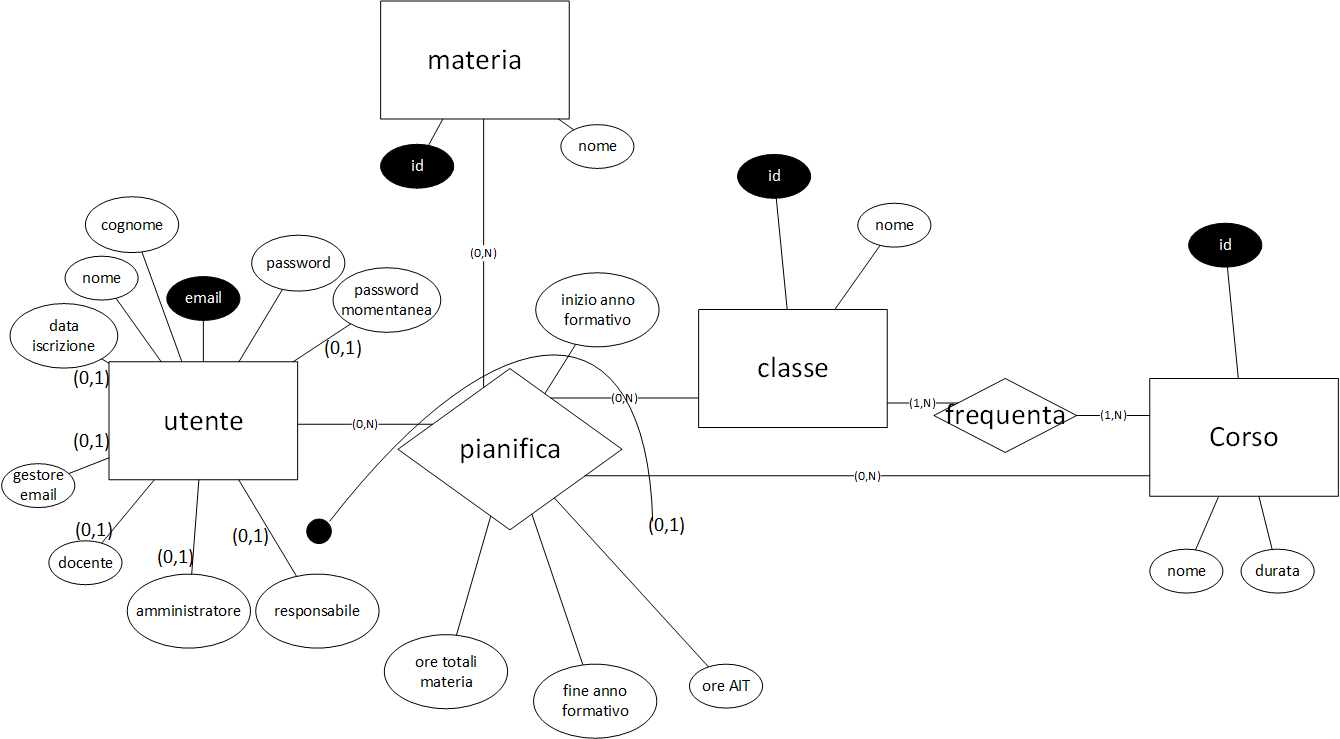 materia
id
nome
id
nome
cognome
id
(0,N)
password
nome
email
password
momentanea
inizio anno
formativo
data
iscrizione
(0,1)
(0,1)
classe
(0,N)
(1,N)
frequenta
(1,N)
utente
(0,N)
Corso
(0,1)
pianifica
gestore
email
(0,N)
(0,1)
(0,1)
(0,1)
(0,1)
docente
nome
durata
amministratore
responsabile
ore totali
materia
fine anno
formativo
ore AIT